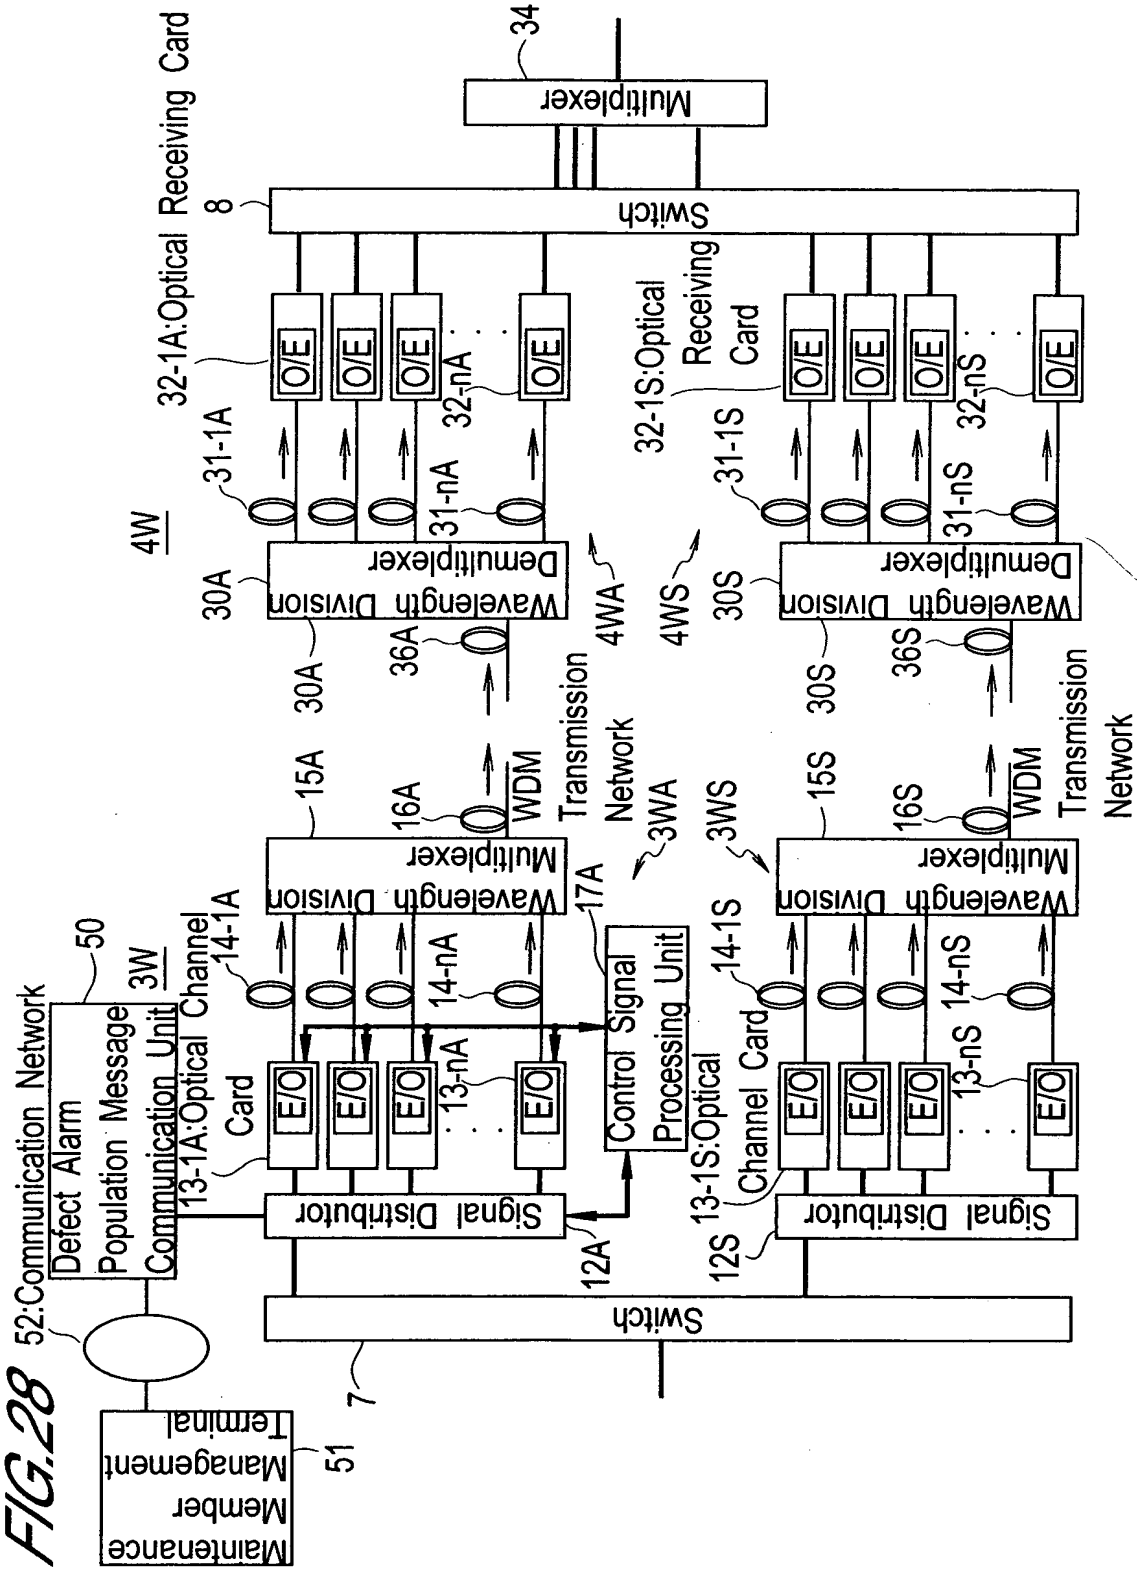 FIG.28
52:Communication Network
50
Defect Alarm
Population Message
Communication Unit
Maintenance
Member
Management
Terminal
51
3W
13-1A:Optical Channel
Card
14-1A
15A
30A
30A
4W
31-1A
32-1A:Optical Receiving Card
8
34
Switch
7
Signal Distributor
12A
E/O
E/O
E/O
E/O
13-nA
14-nA
Wavelength Division
Multiplexer
16A
WDM
Transmission
Network
36A
Wavelength Division
Demultiplexer
31-nA
O/E
O/E
O/E
O/E
32-nA
Switch
Multiplexer
Control Signal
Processing Unit
17A
3WA
4WA
3WS
4WS
13-1S:Optical
Channel Card
14-1S
15S
30S
30S
31-1S
32-1S:Optical
Receiving
Card
12S
Signal Distributor
E/O
E/O
E/O
E/O
13-nS
14-nS
Wavelength Division
Multiplexer
16S
WDM
Transmission
Network
36S
Wavelength Division
Demultiplexer
31-nS
O/E
O/E
O/E
O/E
32-nS